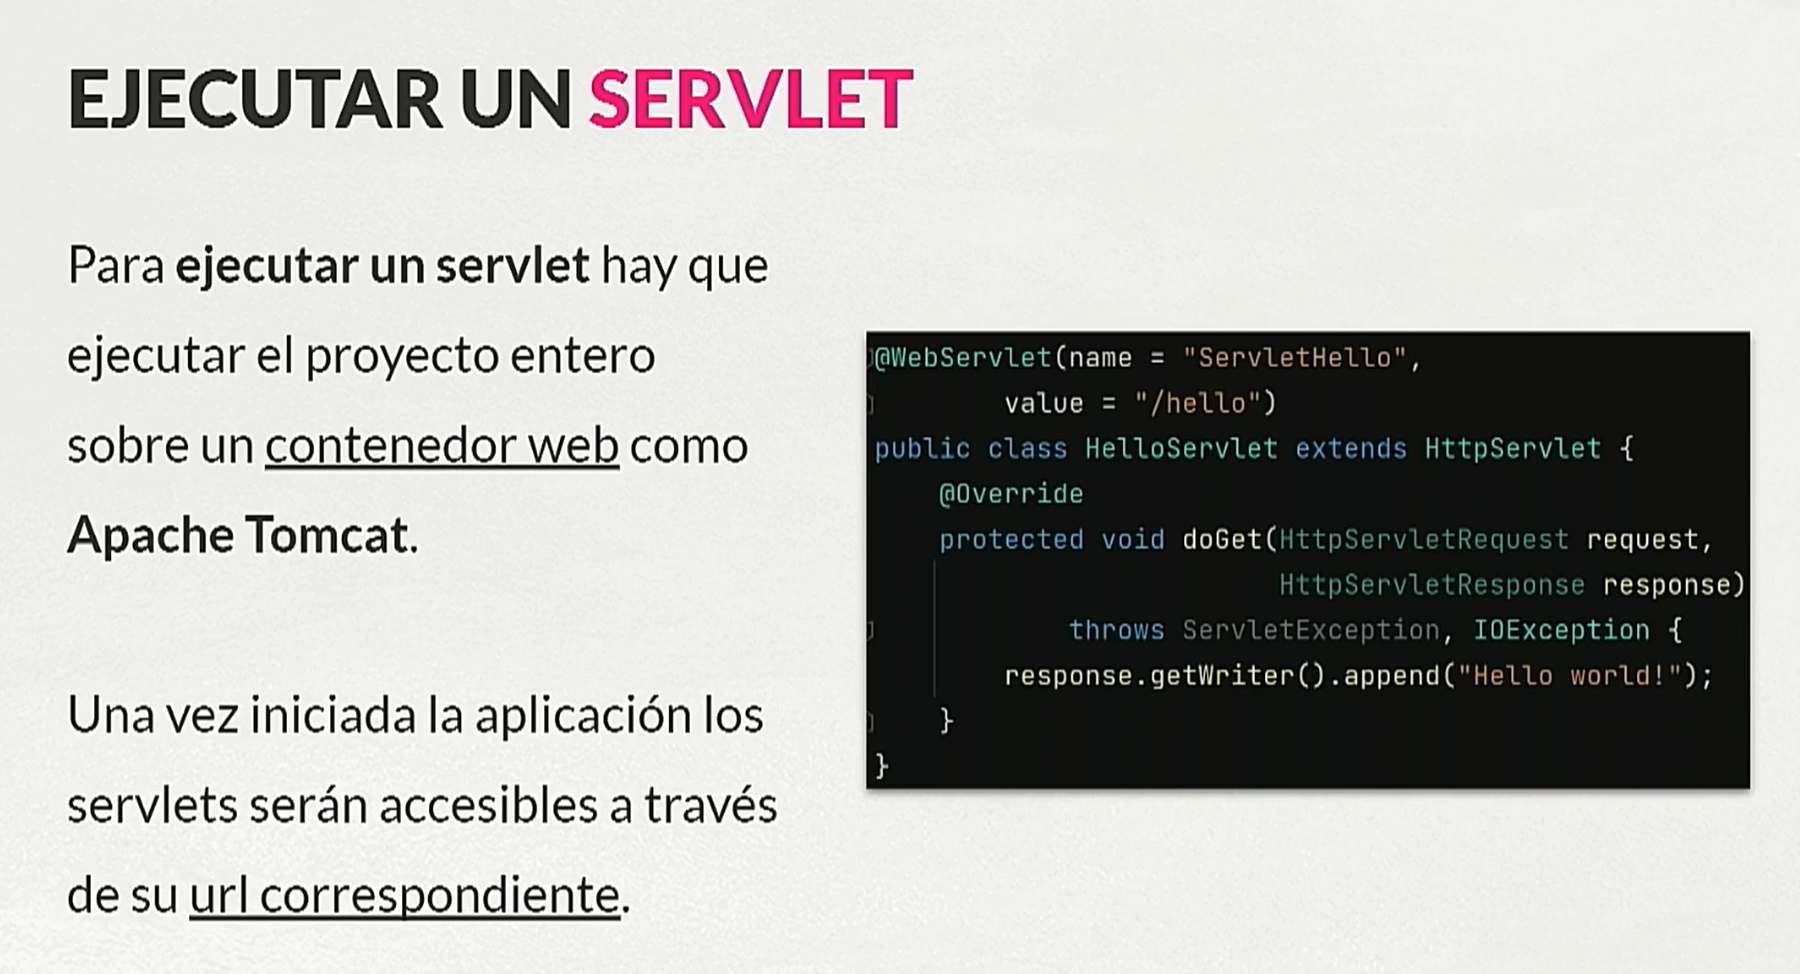 EJECUTAR UN SERVLET
Para ejecutar un servlet hay que
ejecutar el proyecto entero
sobre un contenedor web como
Apache Tomcat.
Una vez iniciada la aplicación los
servlets serán accesibles a través
de su url correspondiente.
@WebServlet(name = "ServletHello",
        value = "/hello")
public class HelloServlet extends HttpServlet {
    @Override
    protected void doGet(HttpServletRequest request,
                         HttpServletResponse response)
            throws ServletException, IOException {
        response.getWriter().append("Hello world!");
    }
}